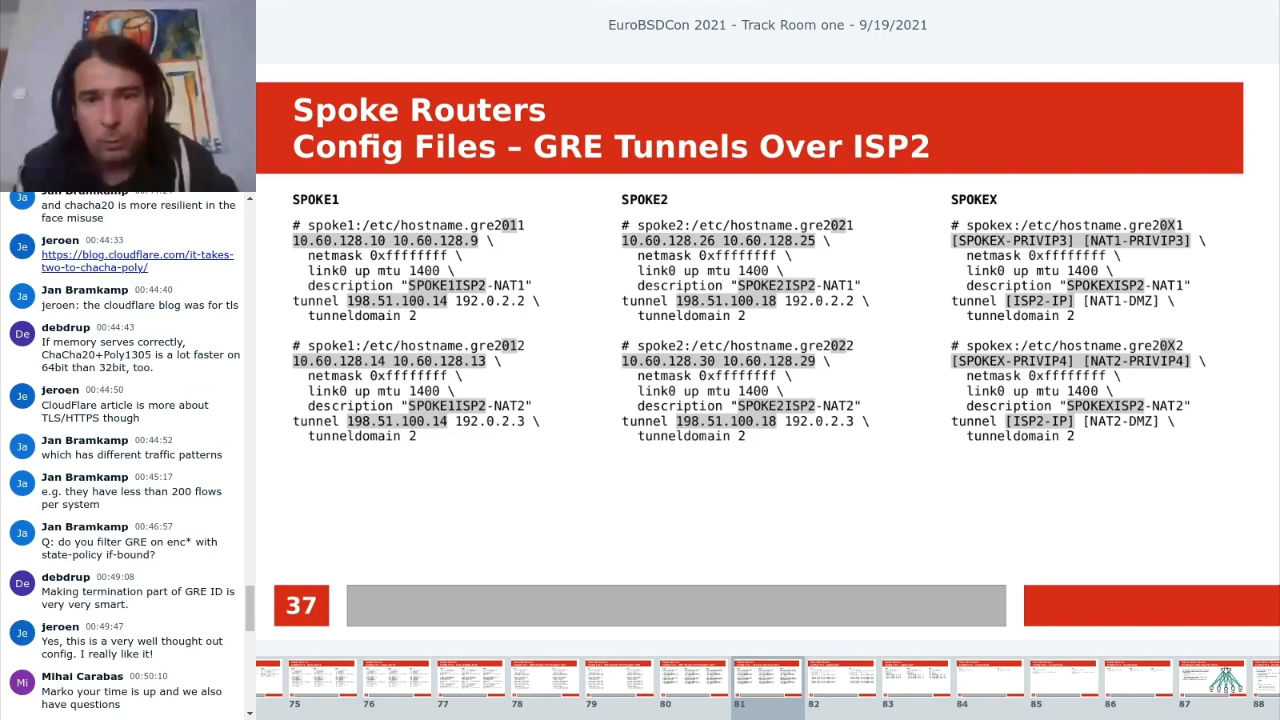 EuroBSDCon 2021 - Track Room one - 9/19/2021
Spoke Routers
Config Files – GRE Tunnels Over ISP2
SPOKE1
# spoke1:/etc/hostname.gre2011
10.60.128.10 10.60.128.9 \
netmask 0xffffffff \
link0 up mtu 1400 \
description "SPOKE1ISP2-NAT1"
tunnel 198.51.100.14 192.0.2.2 \
tunneldomain 2
# spoke1:/etc/hostname.gre2012
10.60.128.14 10.60.128.13 \
netmask 0xffffffff \
link0 up mtu 1400 \
description "SPOKE1ISP2-NAT2"
tunnel 198.51.100.14 192.0.2.3 \
tunneldomain 2
SPOKE2
# spoke2:/etc/hostname.gre2021
10.60.128.26 10.60.128.25 \
netmask 0xffffffff \
link0 up mtu 1400 \
description "SPOKE2ISP2-NAT1"
tunnel 198.51.100.18 192.0.2.2 \
tunneldomain 2
# spoke2:/etc/hostname.gre2022
10.60.128.30 10.60.128.29 \
netmask 0xffffffff \
link0 up mtu 1400 \
description "SPOKE2ISP2-NAT2"
tunnel 198.51.100.18 192.0.2.3 \
tunneldomain 2
SPOKEX
# spokex:/etc/hostname.gre20X1
[SPOKEX-PRIVIP3] [NAT1-PRIVIP3] \
netmask 0xffffffff \
link0 up mtu 1400 \
description "SPOKEXISP2-NAT1"
tunnel [ISP2-IP] [NAT1-DMZ] \
tunneldomain 2
# spokex:/etc/hostname.gre20X2
[SPOKEX-PRIVIP4] [NAT2-PRIVIP4] \
netmask 0xffffffff \
link0 up mtu 1400 \
description "SPOKEXISP2-NAT2"
tunnel [ISP2-IP] [NAT2-DMZ] \
tunneldomain 2
37
Ja Jan Bramkamp
and chacha20 is more resilient in the
face misuse
Je jeroen 00:44:33
https://blog.cloudflare.com/it-takes-
two-to-chacha-poly/
Ja Jan Bramkamp 00:44:40
jeroen: the cloudflare blog was for tls
De debdrup 00:44:43
If memory serves correctly,
ChaCha20+Poly1305 is a lot faster on
64bit than 32bit, too.
Je jeroen 00:44:50
CloudFlare article is more about
TLS/HTTPS though
Ja Jan Bramkamp 00:44:52
which has different traffic patterns
Ja Jan Bramkamp 00:45:17
e.g. they have less than 200 flows
per system
Ja Jan Bramkamp 00:46:57
Q: do you filter GRE on enc* with
state-policy if-bound?
De debdrup 00:49:08
Making termination part of GRE ID is
very very smart.
Je jeroen 00:49:47
Yes, this is a very well thought out
config. I really like it!
Mi Mihai Carabas 00:50:10
Marko your time is up and we also
have questions
75 76 77 78 79 80 81 82 83 84 85 86 87 88